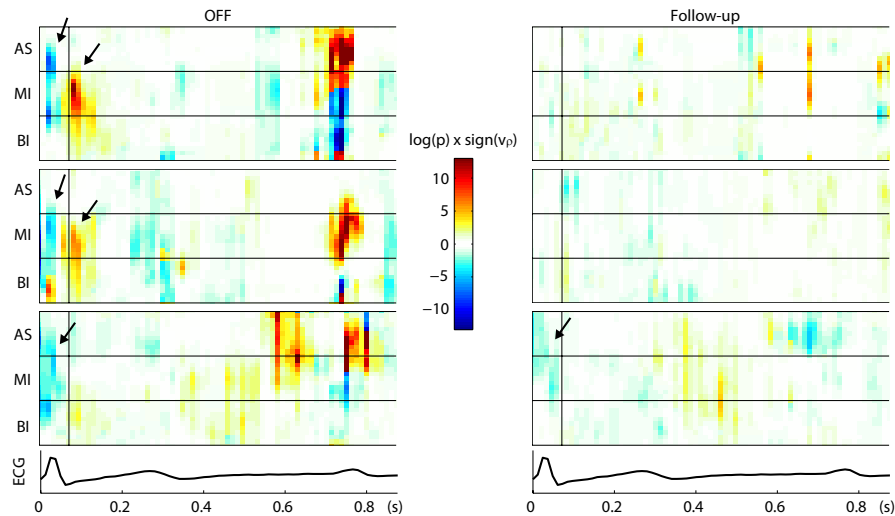 OFF
Follow-up
AS
MI
BI
log(p) x sign(vₚ)
10
5
0
−5
−10
AS
MI
BI
AS
MI
BI
ECG
0 0.2 0.4 0.6 0.8 (s)
0 0.2 0.4 0.6 0.8 (s)